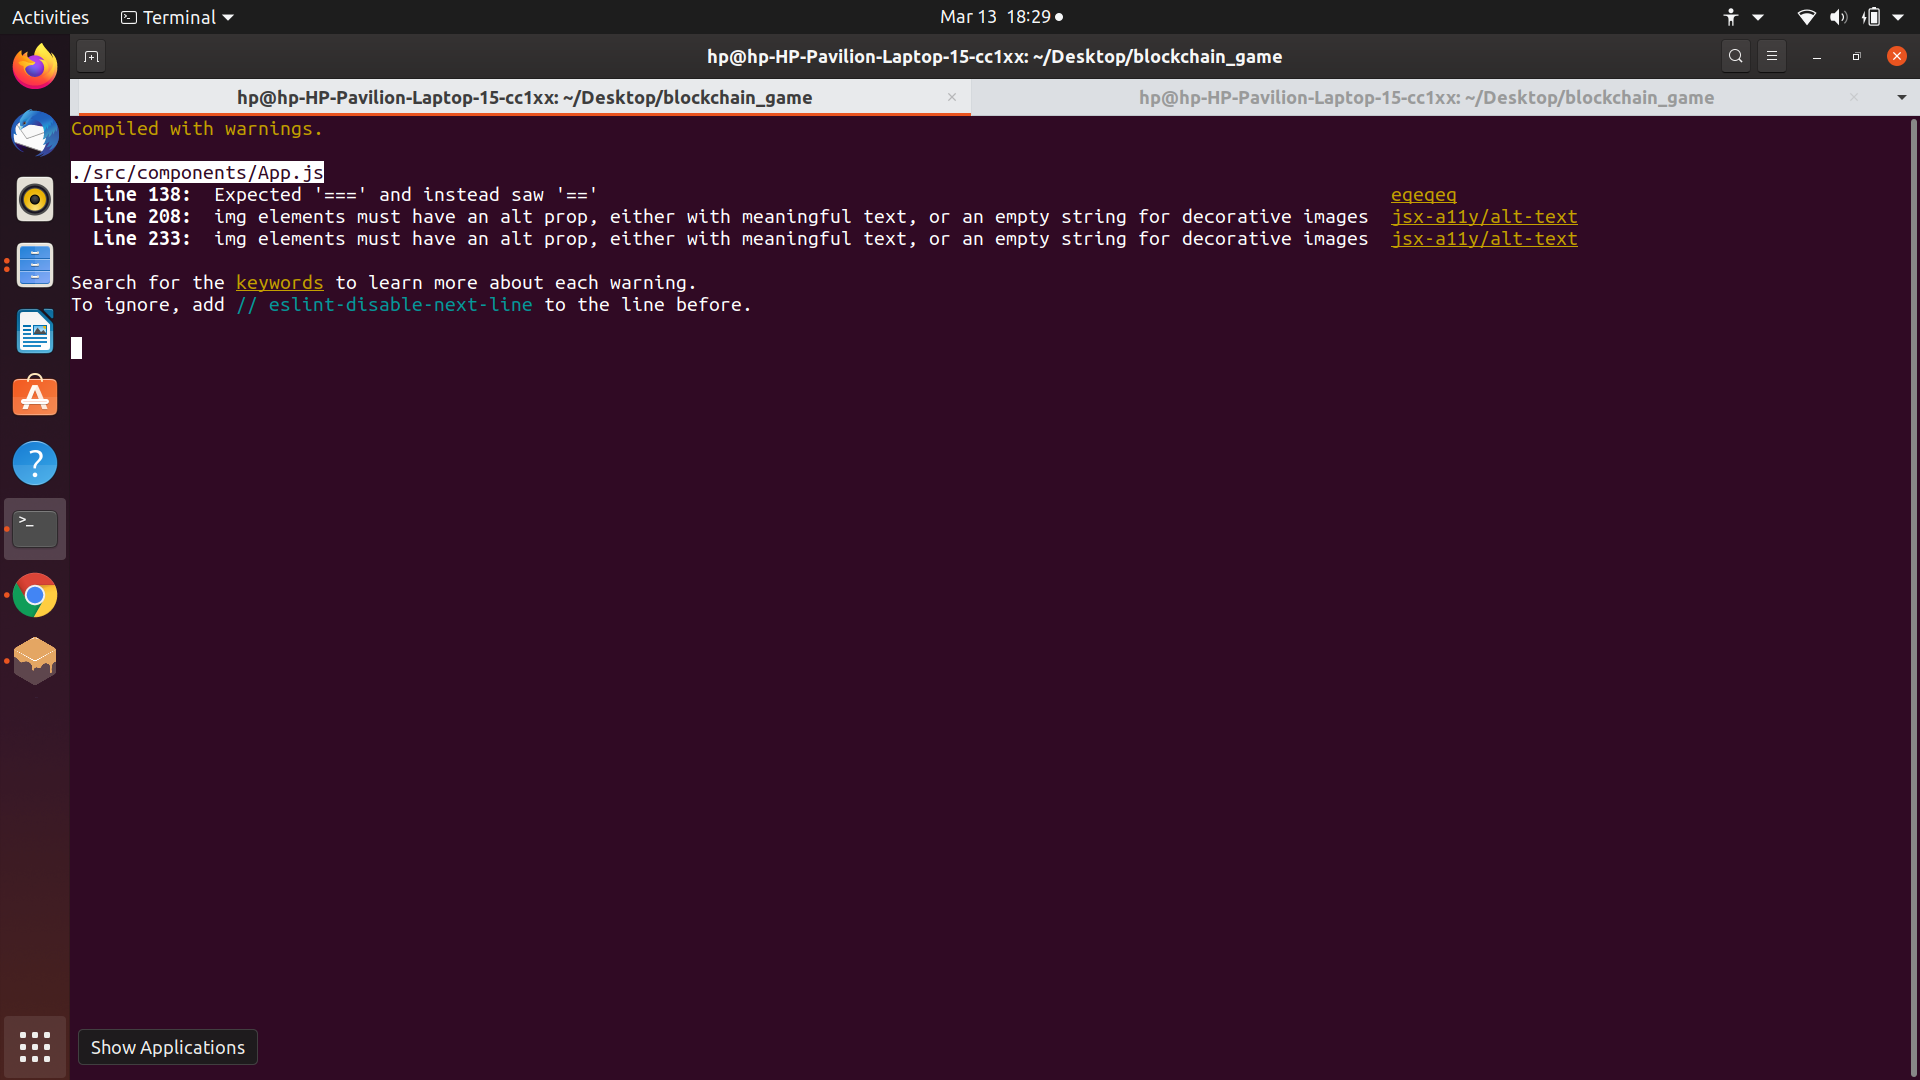 Activities Terminal Mar 13 18:29
hp@hp-HP-Pavilion-Laptop-15-cc1xx: ~/Desktop/blockchain_game
hp@hp-HP-Pavilion-Laptop-15-cc1xx: ~/Desktop/blockchain_game × hp@hp-HP-Pavilion-Laptop-15-cc1xx: ~/Desktop/blockchain_game ×
Compiled with warnings.
./src/components/App.js
Line 138: Expected '===' and instead saw '==' eqeqeq
Line 208: img elements must have an alt prop, either with meaningful text, or an empty string for decorative images jsx-a11y/alt-text
Line 233: img elements must have an alt prop, either with meaningful text, or an empty string for decorative images jsx-a11y/alt-text
Search for the keywords to learn more about each warning.
To ignore, add // eslint-disable-next-line to the line before.
Show Applications